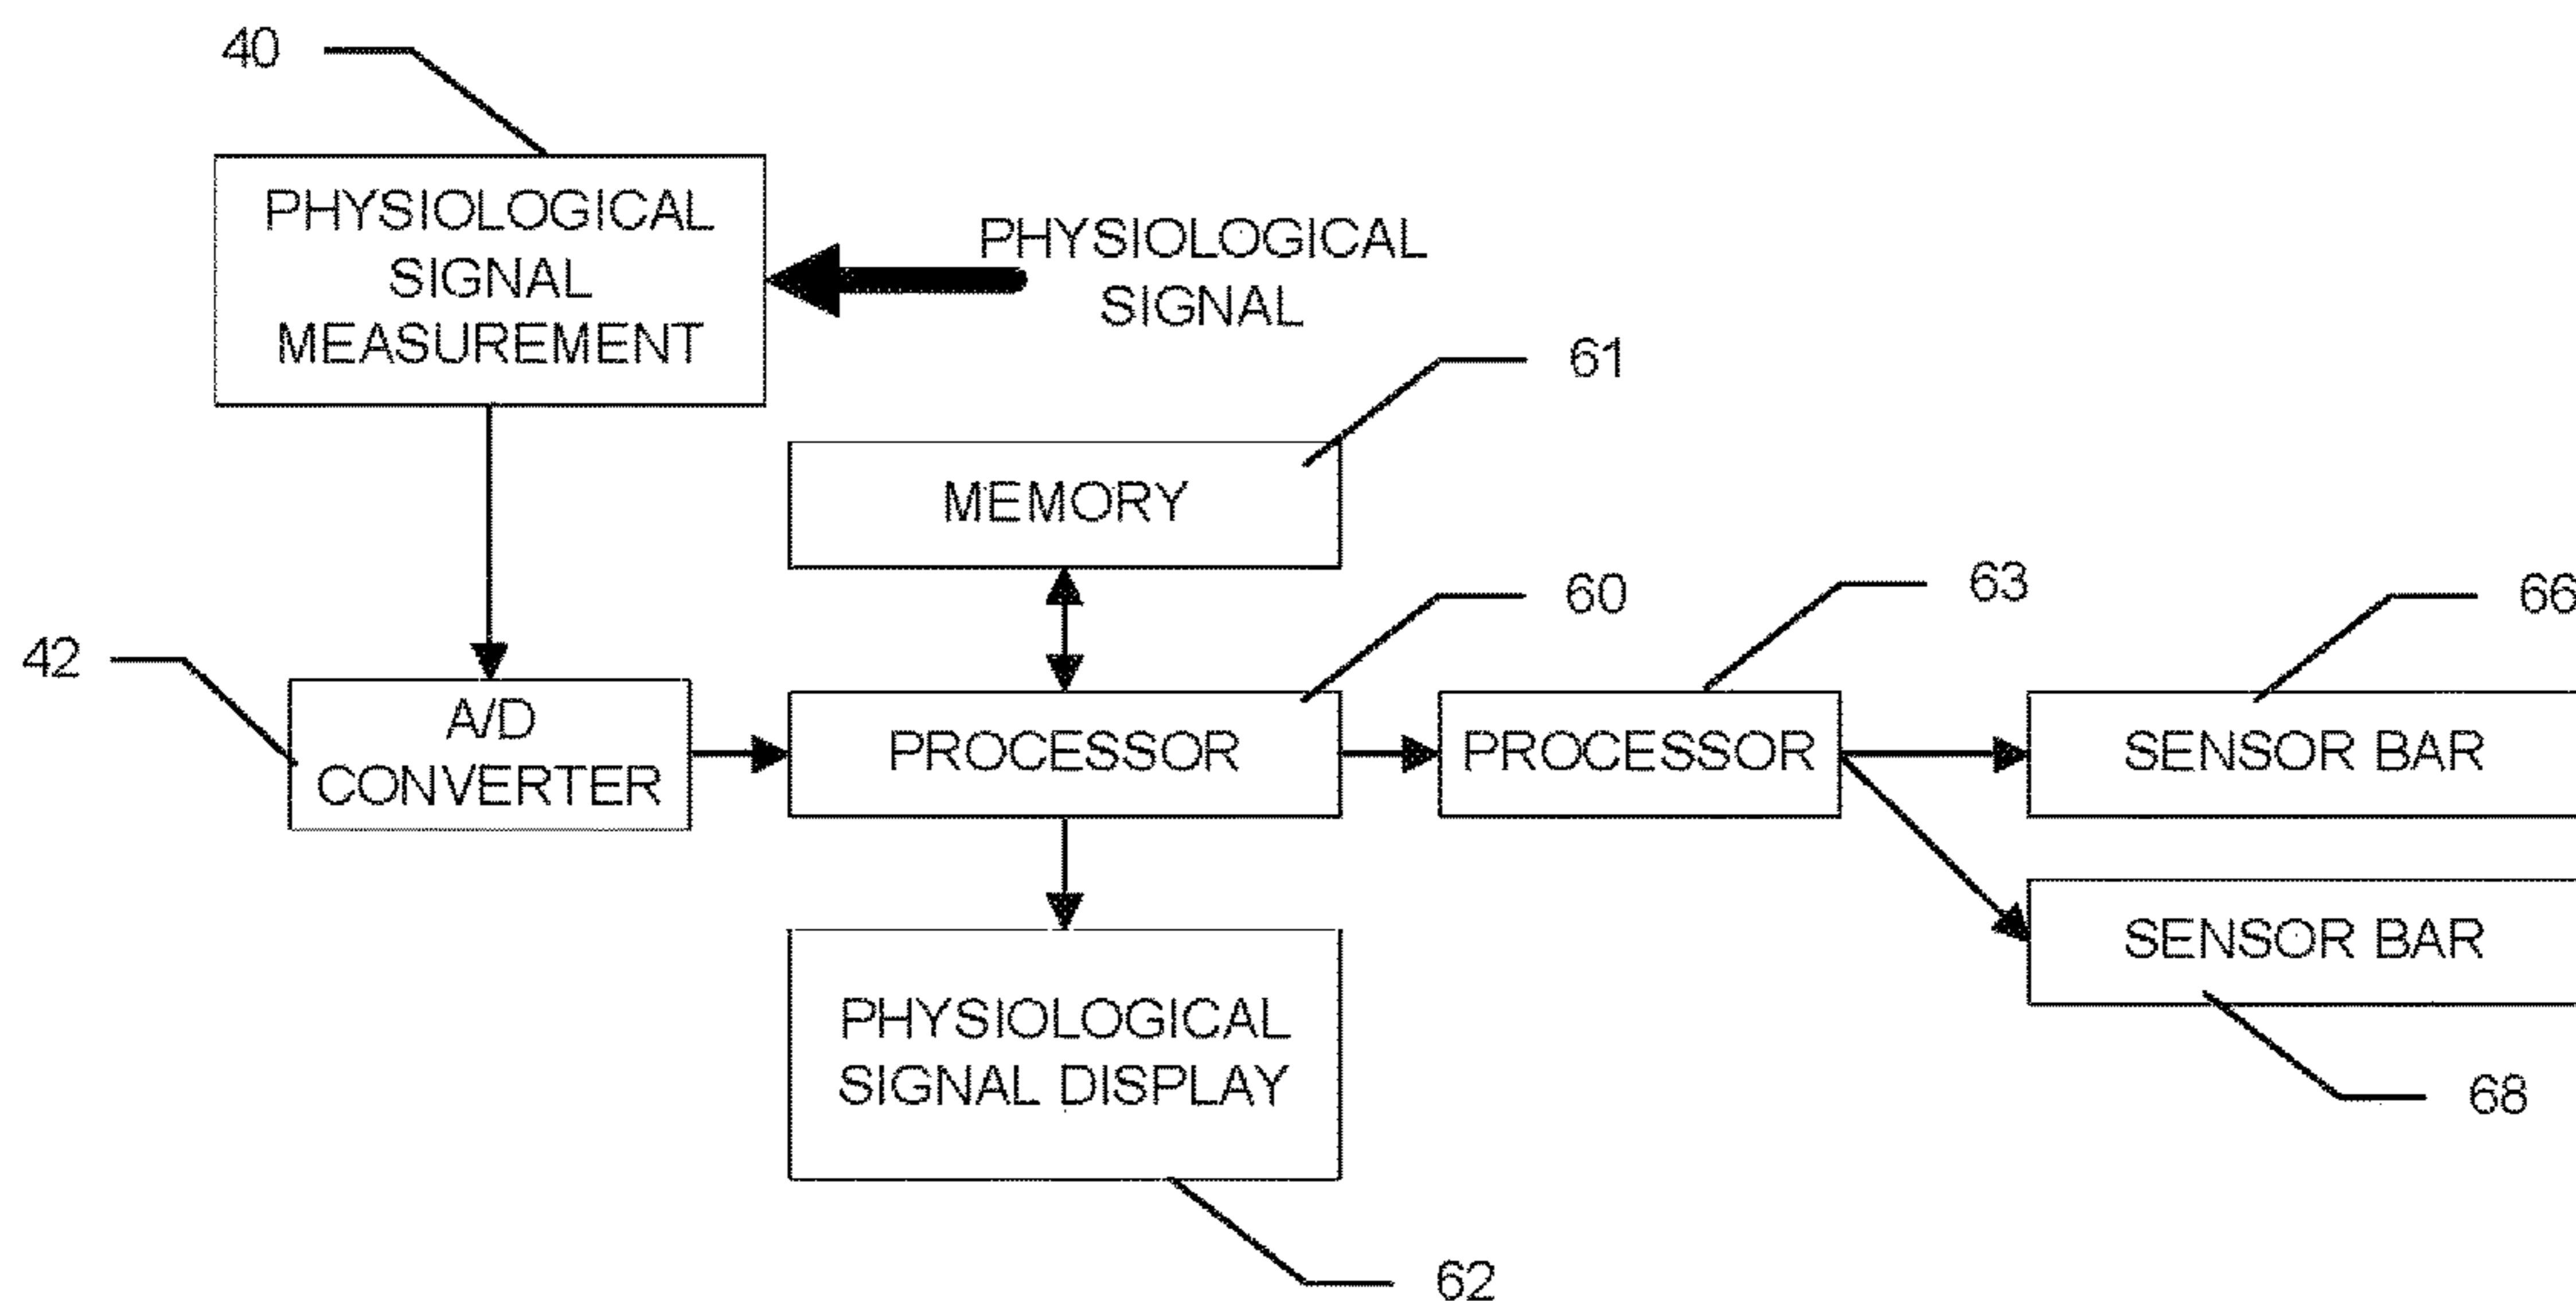 40
PHYSIOLOGICAL
SIGNAL
MEASUREMENT
PHYSIOLOGICAL
SIGNAL
61
MEMORY
60
63
66
42
A/D
CONVERTER
PROCESSOR
PROCESSOR
SENSOR BAR
SENSOR BAR
68
PHYSIOLOGICAL
SIGNAL DISPLAY
62